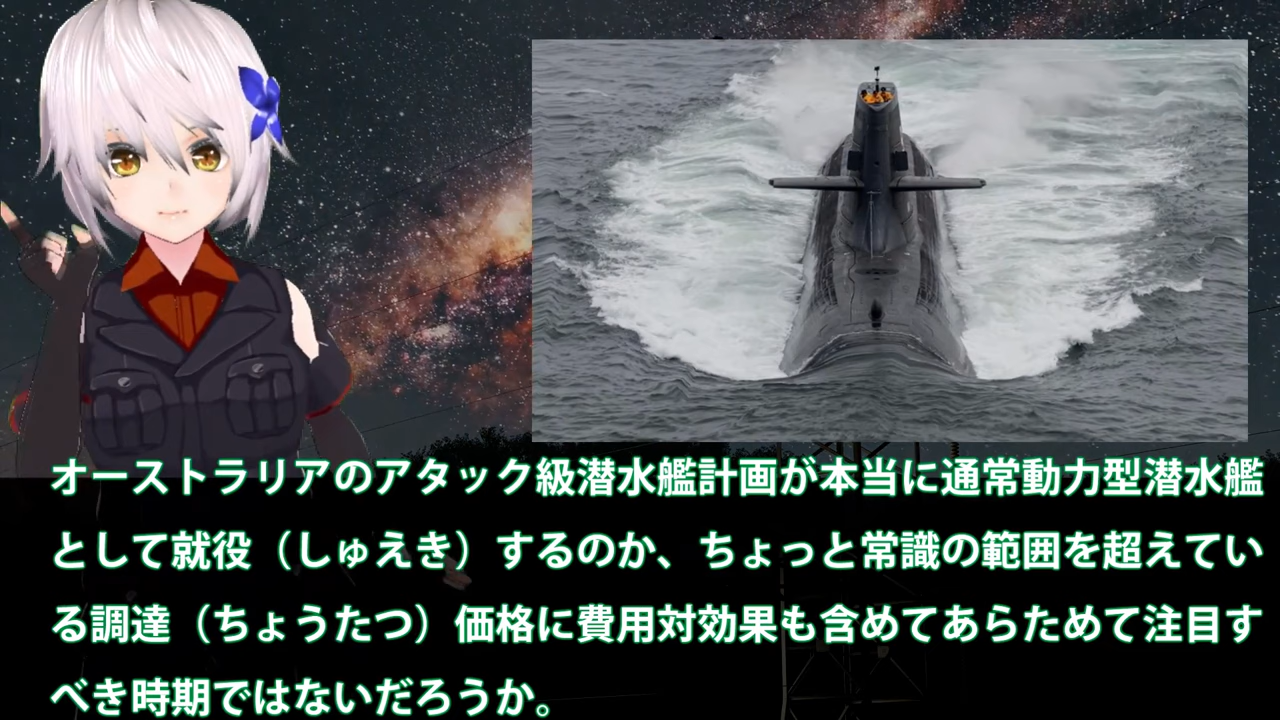 オーストラリアのアタック級潜水艦計画が本当に通常動力型潜水艦
として就役（しゅえき）するのか、ちょっと常識の範囲を超えてい
る調達（ちょうたつ）価格に費用対効果も含めてあらためて注目す
べき時期ではないだろうか。